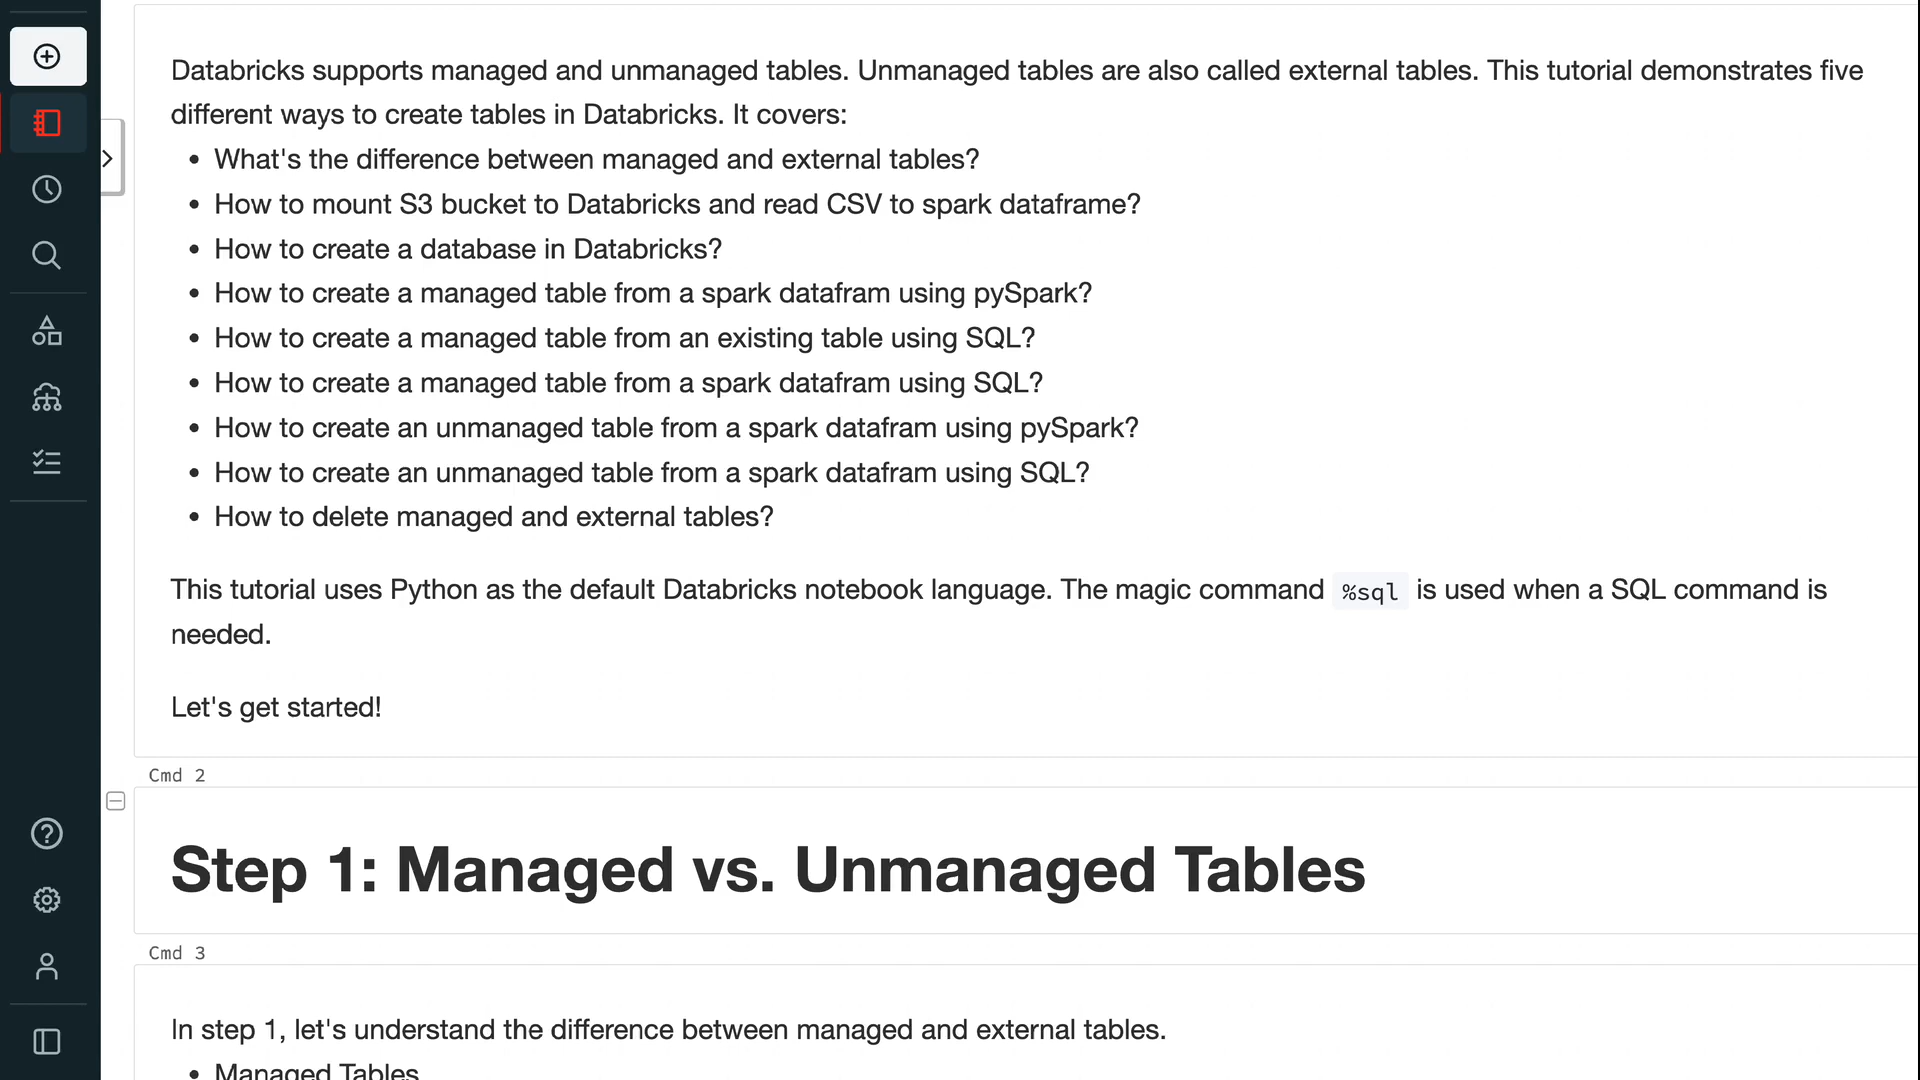 Databricks supports managed and unmanaged tables. Unmanaged tables are also called external tables. This tutorial demonstrates five
different ways to create tables in Databricks. It covers:
• What's the difference between managed and external tables?
• How to mount S3 bucket to Databricks and read CSV to spark dataframe?
• How to create a database in Databricks?
• How to create a managed table from a spark datafram using pySpark?
• How to create a managed table from an existing table using SQL?
• How to create a managed table from a spark datafram using SQL?
• How to create an unmanaged table from a spark datafram using pySpark?
• How to create an unmanaged table from a spark datafram using SQL?
• How to delete managed and external tables?
This tutorial uses Python as the default Databricks notebook language. The magic command %sql is used when a SQL command is
needed.
Let's get started!
Cmd 2
Step 1: Managed vs. Unmanaged Tables
Cmd 3
In step 1, let's understand the difference between managed and external tables.
• Managed Tables